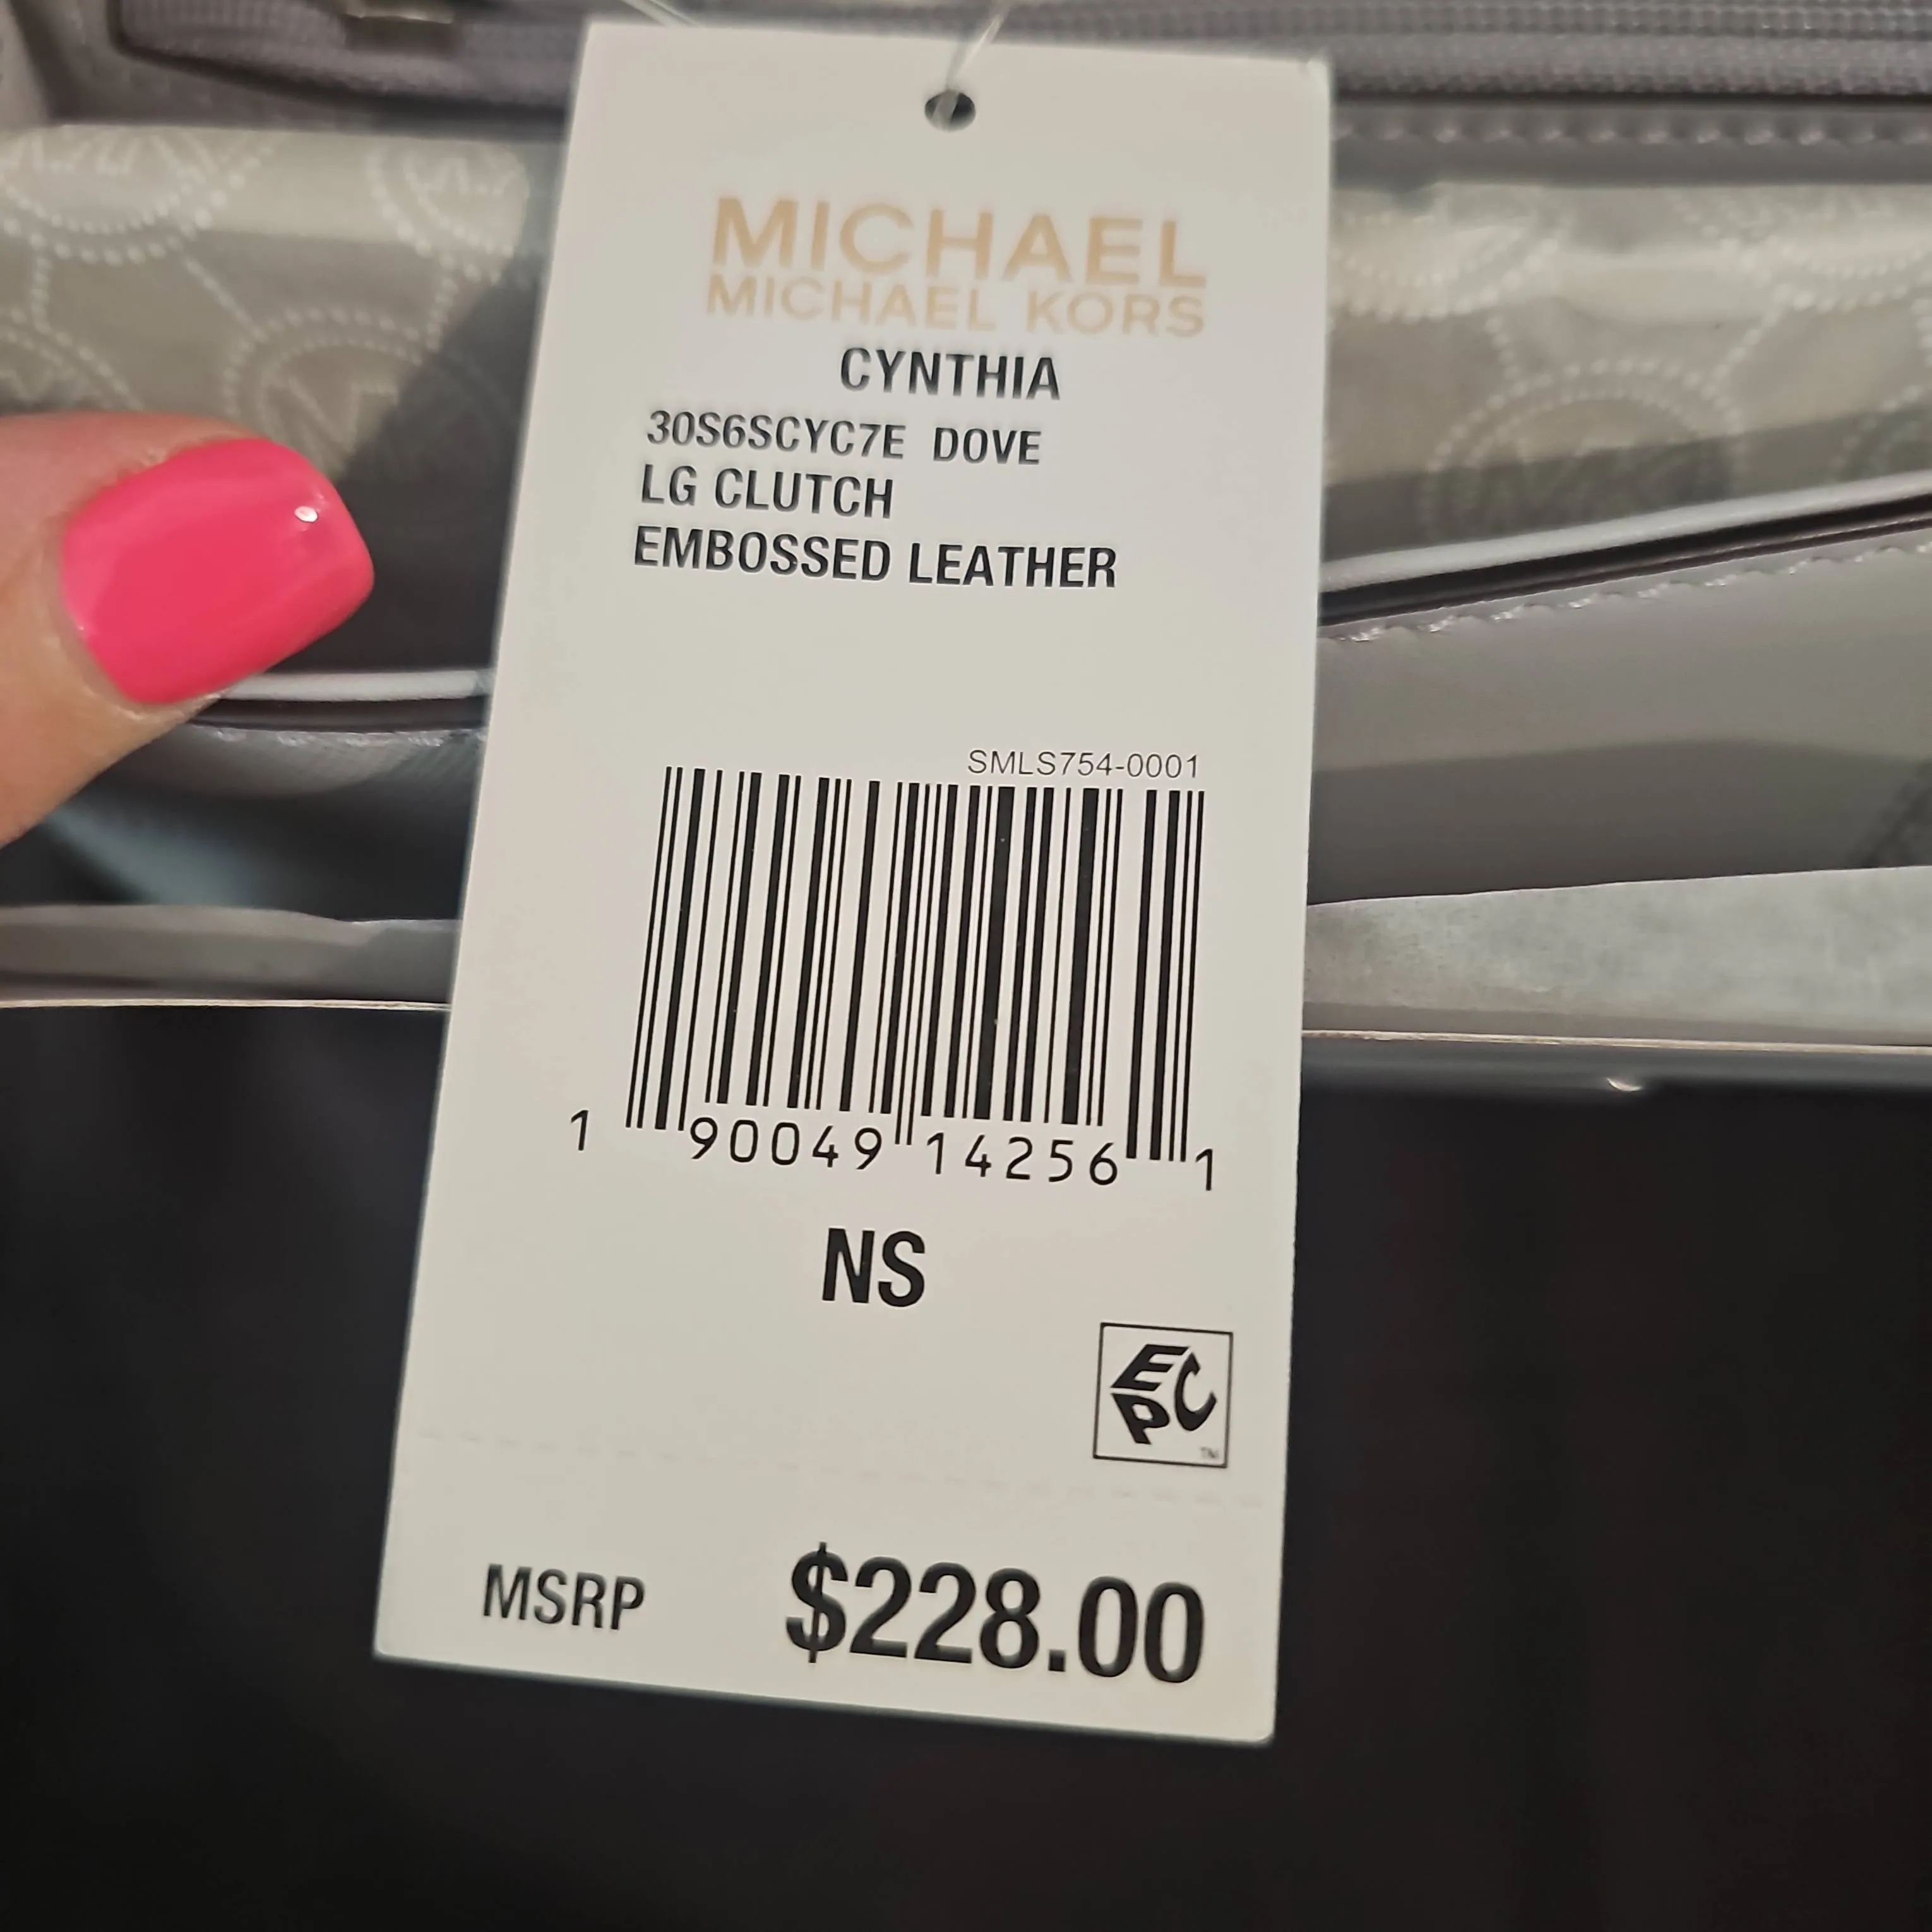 MICHAEL
MICHAEL KORS
CYNTHIA
30S6SCYC7E DOVE
LG CLUTCH
EMBOSSED LEATHER
SMLS754-0001
1 90049 14256 1
NS
EPC
TM
MSRP $228.00